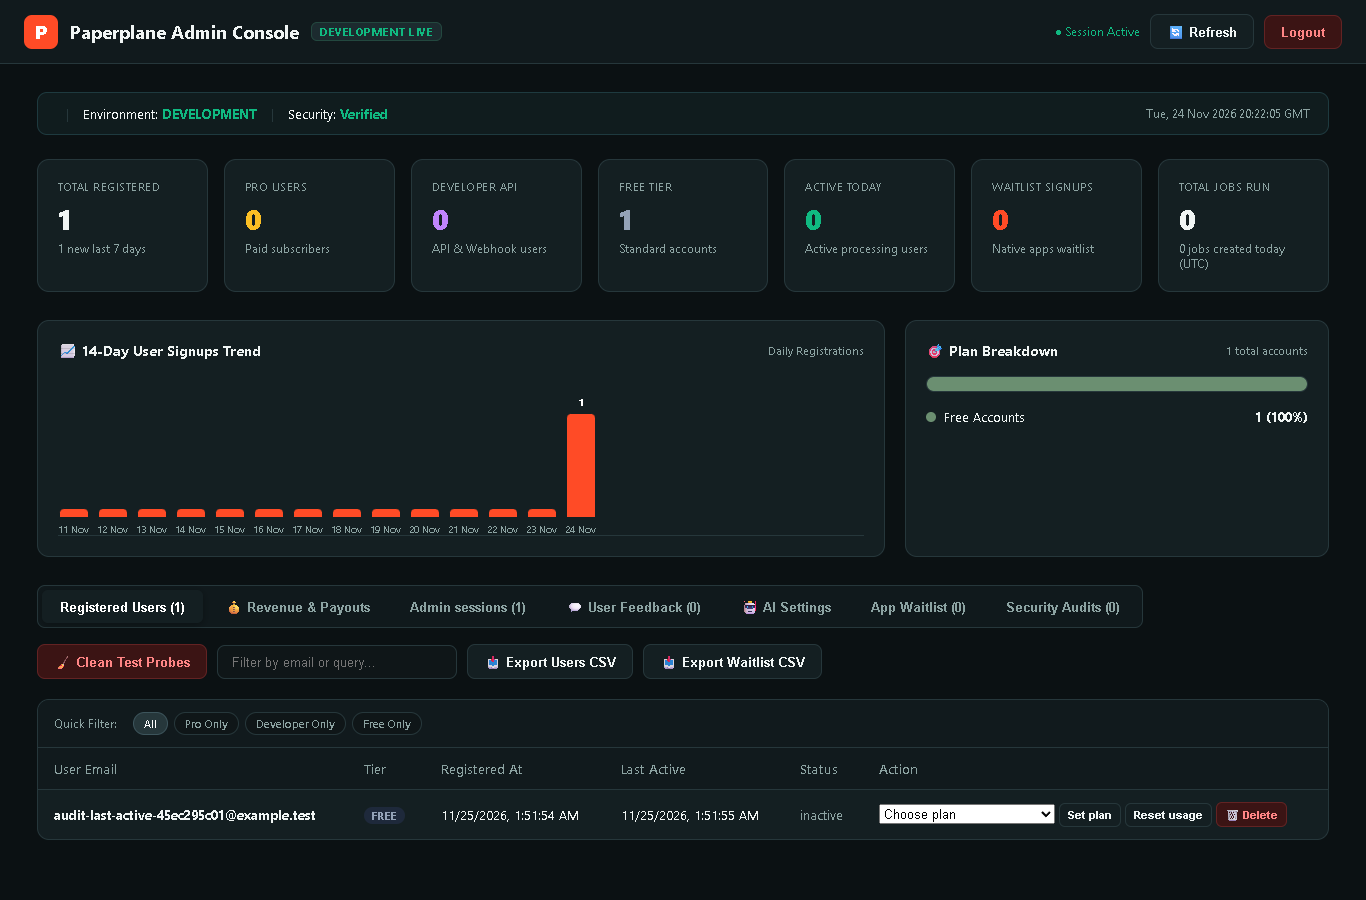 P Paperplane Admin Console DEVELOPMENT LIVE ● Session Active Refresh Logout
Environment: DEVELOPMENT Security: Verified Tue, 24 Nov 2026 20:22:05 GMT
TOTAL REGISTERED
1
1 new last 7 days
PRO USERS
0
Paid subscribers
DEVELOPER API
0
API & Webhook users
FREE TIER
1
Standard accounts
ACTIVE TODAY
0
Active processing users
WAITLIST SIGNUPS
0
Native apps waitlist
TOTAL JOBS RUN
0
0 jobs created today
(UTC)
14-Day User Signups Trend Daily Registrations
1
11 Nov 12 Nov 13 Nov 14 Nov 15 Nov 16 Nov 17 Nov 18 Nov 19 Nov 20 Nov 21 Nov 22 Nov 23 Nov 24 Nov
Plan Breakdown 1 total accounts
Free Accounts 1 (100%)
Registered Users (1) Revenue & Payouts Admin sessions (1) User Feedback (0) AI Settings App Waitlist (0) Security Audits (0)
Clean Test Probes Filter by email or query... Export Users CSV Export Waitlist CSV
Quick Filter: All Pro Only Developer Only Free Only
User Email Tier Registered At Last Active Status Action
audit-last-active-45ec295c01@example.test FREE 11/25/2026, 1:51:54 AM 11/25/2026, 1:51:55 AM inactive Choose plan Set plan Reset usage Delete